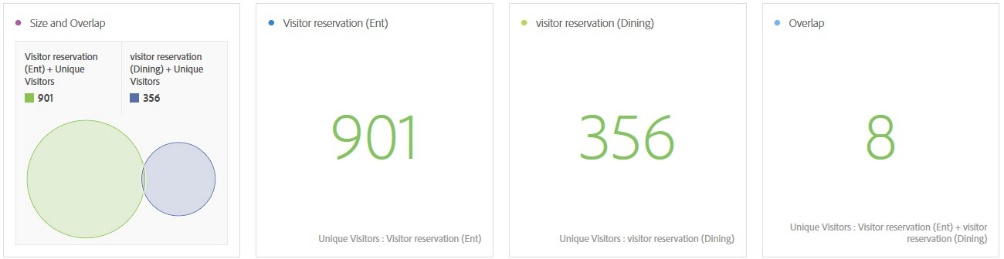 Size and Overlap
Visitor reservation
(Ent) + Unique
Visitors
901
visitor reservation
(Dining) + Unique
Visitors
356
Visitor reservation (Ent)
901
Unique Visitors : Visitor reservation (Ent)
visitor reservation (Dining)
356
Unique Visitors : visitor reservation (Dining)
Overlap
8
Unique Visitors : Visitor reservation (Ent) + visitor
reservation (Dining)